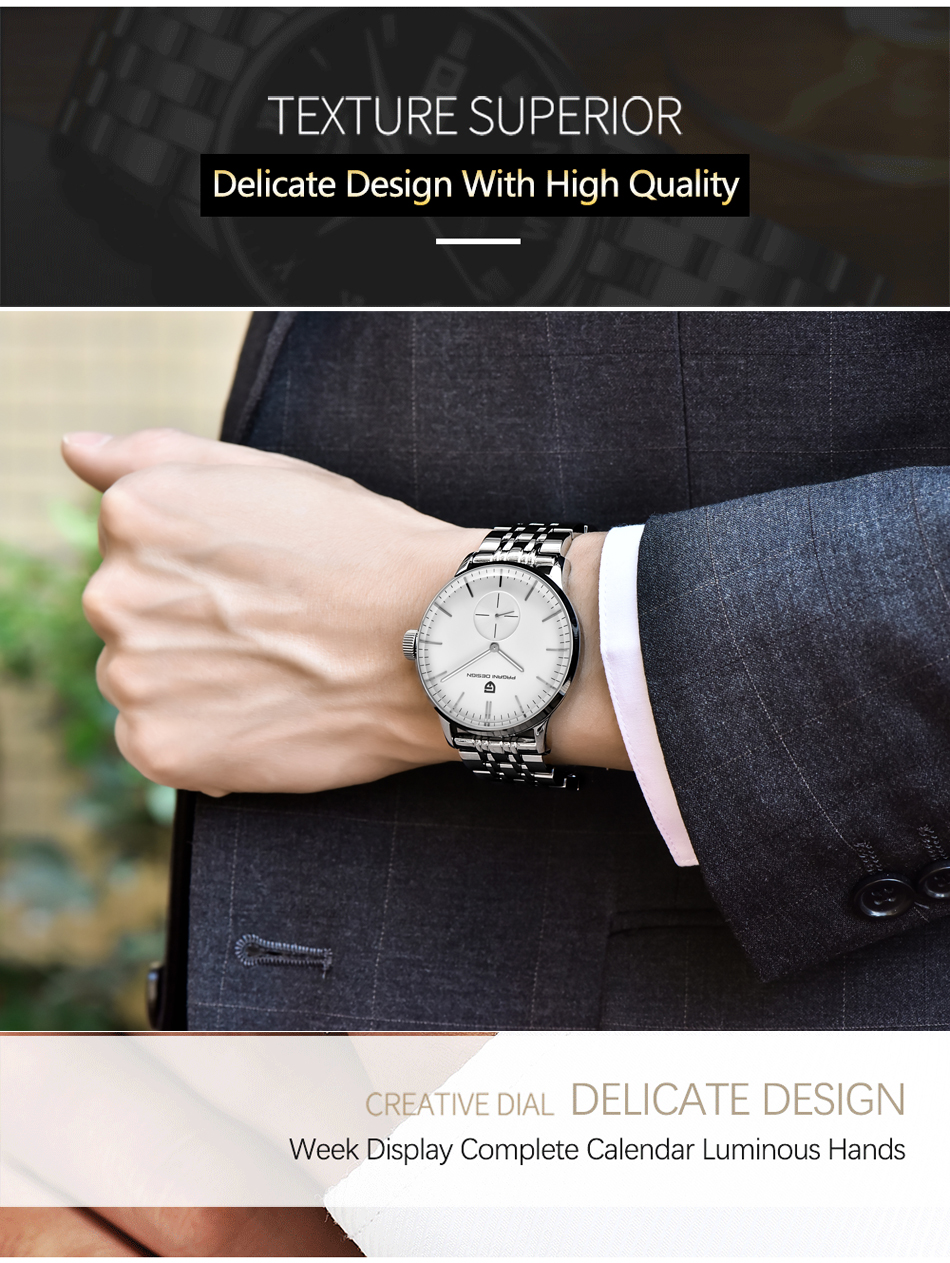 TEXTURE SUPERIOR
Delicate Design With High Quality
PAGANI DESIGN
CREATIVE DIAL DELICATE DESIGN
Week Display Complete Calendar Luminous Hands